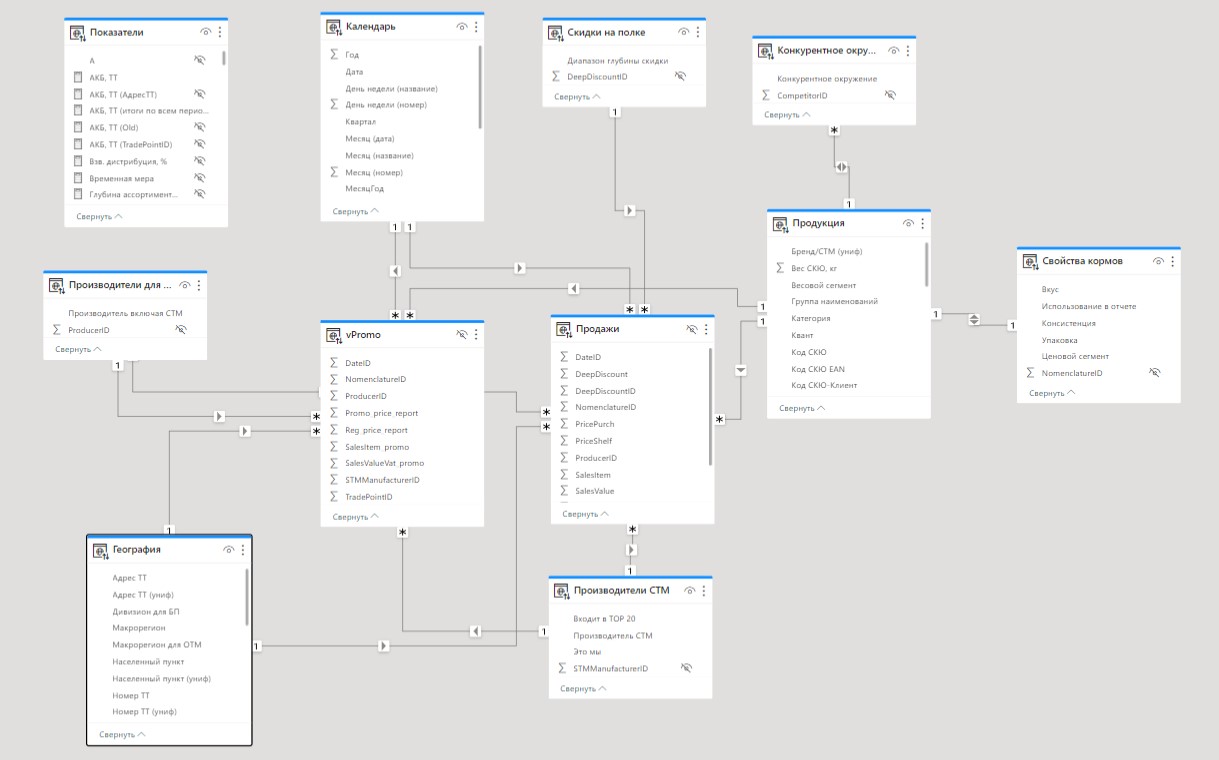 Показатели
A
АКБ, ТТ
АКБ, ТТ (АдресТТ)
АКБ, ТТ (итоги по всем перио...
АКБ, ТТ (Old)
АКБ, ТТ (TradePointID)
Взв. дистрибуция, %
Временная мера
Глубина ассортимент...
Свернуть
Календарь
Год
Дата
День недели (название)
День недели (номер)
Квартал
Месяц (дата)
Месяц (название)
Месяц (номер)
МесяцГод
Свернуть
Скидки на полке
Диапазон глубины скидки
DeepDiscountID
Свернуть
1
Конкурентное окру...
Конкурентное окружение
CompetitorID
Свернуть
*
1
Продукция
Бренд/СТМ (униф)
Вес СКЮ, кг
Весовой сегмент
Группа наименований
Категория
Квант
Код СКЮ
Код СКЮ EAN
Код СКЮ-Клиент
Свернуть
1
1
1
1
Свойства кормов
Вкус
Использование в отчете
Консистенция
Упаковка
Ценовой сегмент
NomenclatureID
Свернуть
Производители для ...
Производитель включая СТМ
ProducerID
Свернуть
1
1 1
* *
vPromo
DateID
NomenclatureID
ProducerID
Promo_price_report
Reg_price_report
SalesItem_promo
SalesValueVat_promo
STMManufacturerID
TradePointID
Свернуть
*
*
*
* *
Продажи
DateID
DeepDiscount
DeepDiscountID
NomenclatureID
PricePurch
PriceShelf
ProducerID
SalesItem
SalesValue
Свернуть
*
*
*
*
1
1
География
Адрес ТТ
Адрес ТТ (униф)
Дивизион для БП
Макрорегион
Макрорегион для ОТМ
Населенный пункт
Населенный пункт (униф)
Номер ТТ
Номер ТТ (униф)
Свернуть
1
1
Производители СТМ
Входит в TOP 20
Производитель СТМ
Это мы
STMManufacturerID
Свернуть